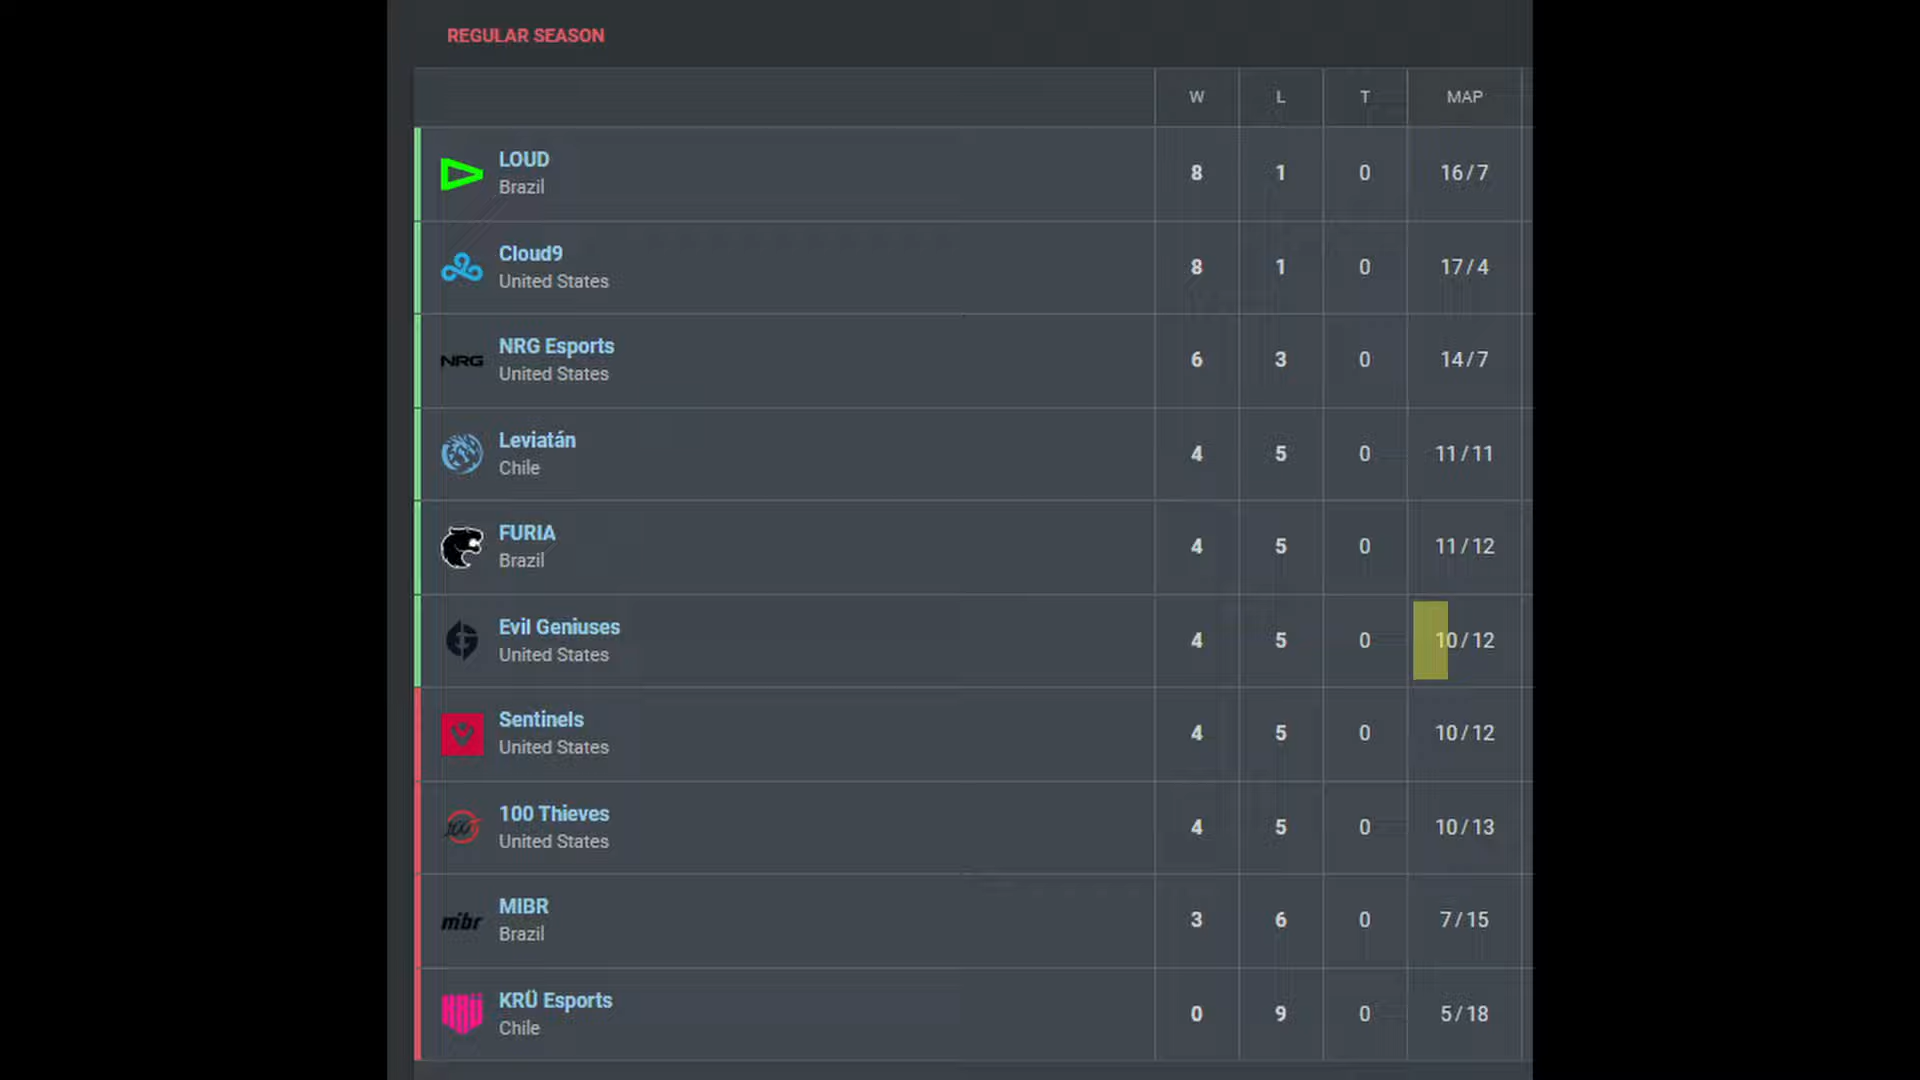 REGULAR SEASON
W L T MAP
LOUD
Brazil
8 1 0 16/7
Cloud9
United States
8 1 0 17/4
NRG
NRG Esports
United States
6 3 0 14/7
Leviatán
Chile
4 5 0 11/11
FURIA
Brazil
4 5 0 11/12
Evil Geniuses
United States
4 5 0 10/12
Sentinels
United States
4 5 0 10/12
100
100 Thieves
United States
4 5 0 10/13
mibr
MIBR
Brazil
3 6 0 7/15
KRÜ
KRÜ Esports
Chile
0 9 0 5/18